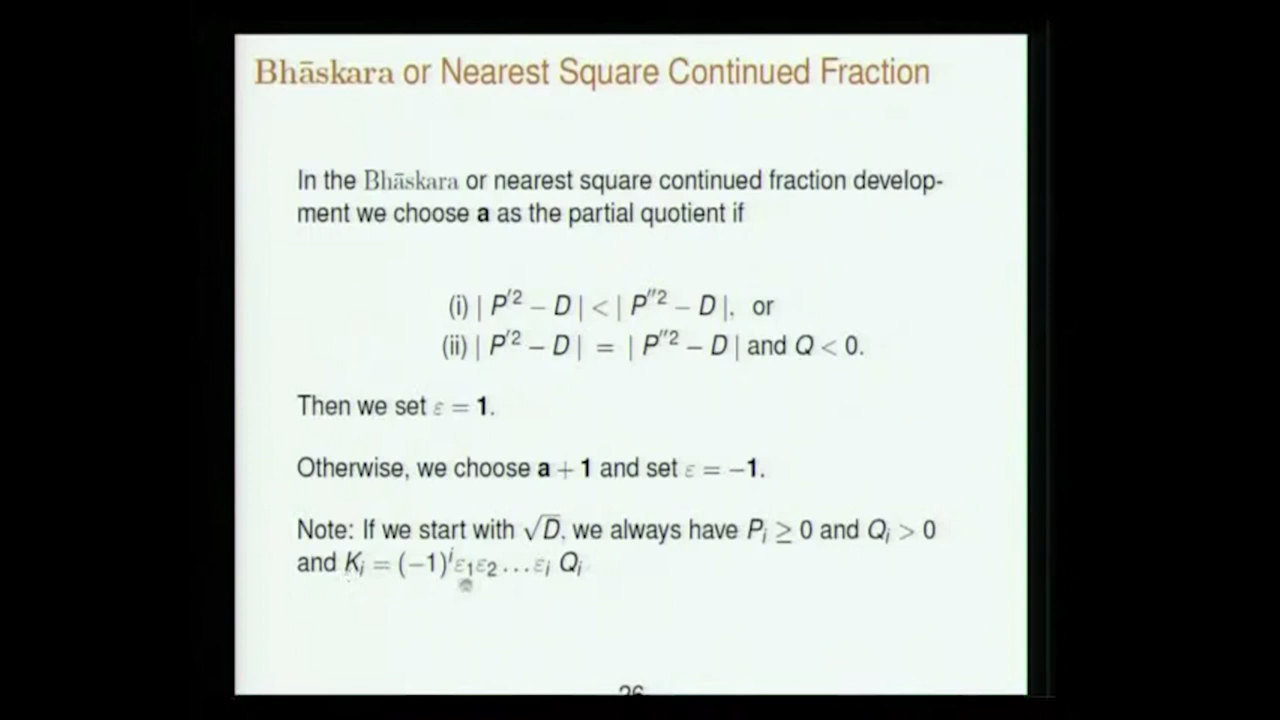 Bhāskara or Nearest Square Continued Fraction
In the Bhāskara or nearest square continued fraction develop-
ment we choose a as the partial quotient if
(i) | P′² − D | < | P″² − D |, or
(ii) | P′² − D | = | P″² − D | and Q < 0.
Then we set ε = 1.
Otherwise, we choose a + 1 and set ε = −1.
Note: If we start with √D, we always have Pᵢ ≥ 0 and Qᵢ > 0
and Kᵢ = (−1)ⁱε₁ε₂ . . . εᵢ Qᵢ
26